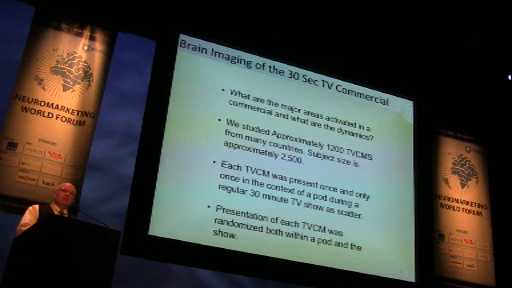 Brain Imaging of the 30 Sec TV Commercial
• What are the major areas activated in a
commercial and what are the dynamics?
• We studied Approximately 1200 TVCMS
from many countries. Subject size is
approximately 2,500.
• Each TVCM was present once and only
once in the context of a pod during a
regular 30 minute TV show as scatter.
• Presentation of each TVCM was
randomized both within a pod and the
show.
NEUROMARKETING
WORLD FORUM
NEUROMARKETING
WORLD FORUM